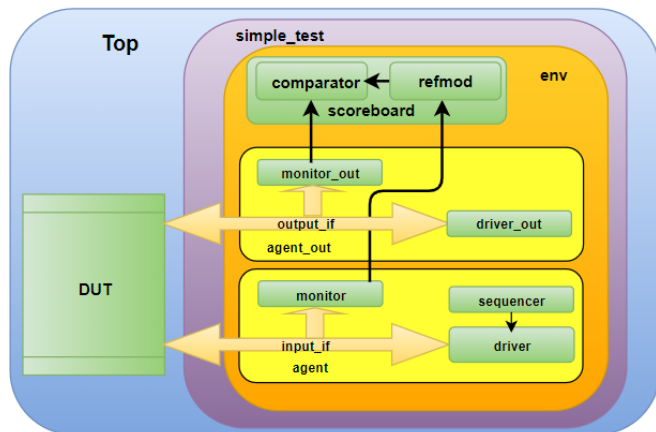 Top
simple_test
env
comparator
refmod
scoreboard
monitor_out
output_if
driver_out
agent_out
DUT
monitor
sequencer
input_if
driver
agent